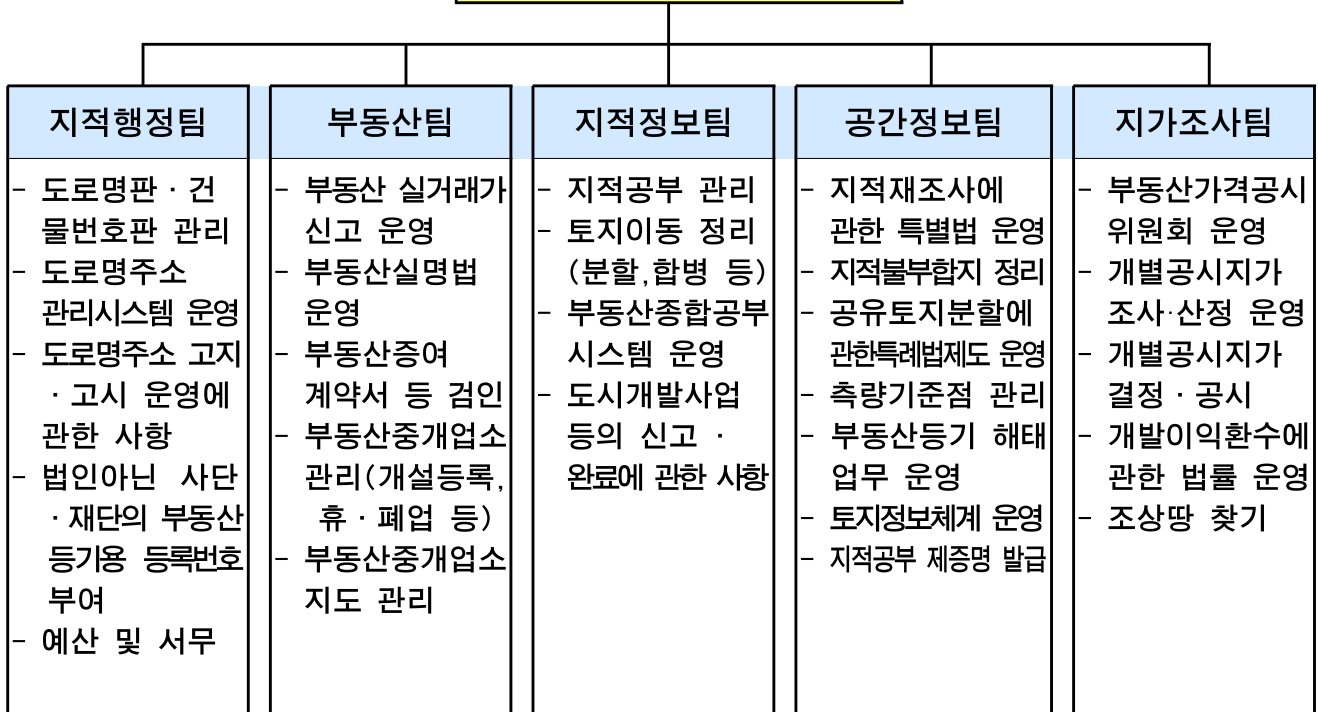 지적행정팀
- 도로명판 · 건
물번호판 관리
- 도로명주소
관리시스템 운영
- 도로명주소 고지
· 고시 운영에
관한 사항
- 법인아닌 사단
· 재단의 부동산
등기용 등록번호
부여
- 예산 및 서무
부동산팀
- 부동산 실거래가
신고 운영
- 부동산실명법
운영
- 부동산증여
계약서 등 검인
- 부동산중개업소
관리(개설등록,
휴 · 폐업 등)
- 부동산중개업소
지도 관리
지적정보팀
- 지적공부 관리
- 토지이동 정리
(분할,합병 등)
- 부동산종합공부
시스템 운영
- 도시개발사업
등의 신고 ·
완료에 관한 사항
공간정보팀
- 지적재조사에
관한 특별법 운영
- 지적불부합지 정리
- 공유토지분할에
관한특례법제도 운영
- 측량기준점 관리
- 부동산등기 해태
업무 운영
- 토지정보체계 운영
- 지적공부 제증명 발급
지가조사팀
- 부동산가격공시
위원회 운영
- 개별공시지가
조사·산정 운영
- 개별공시지가
결정 · 공시
- 개발이익환수에
관한 법률 운영
- 조상땅 찾기